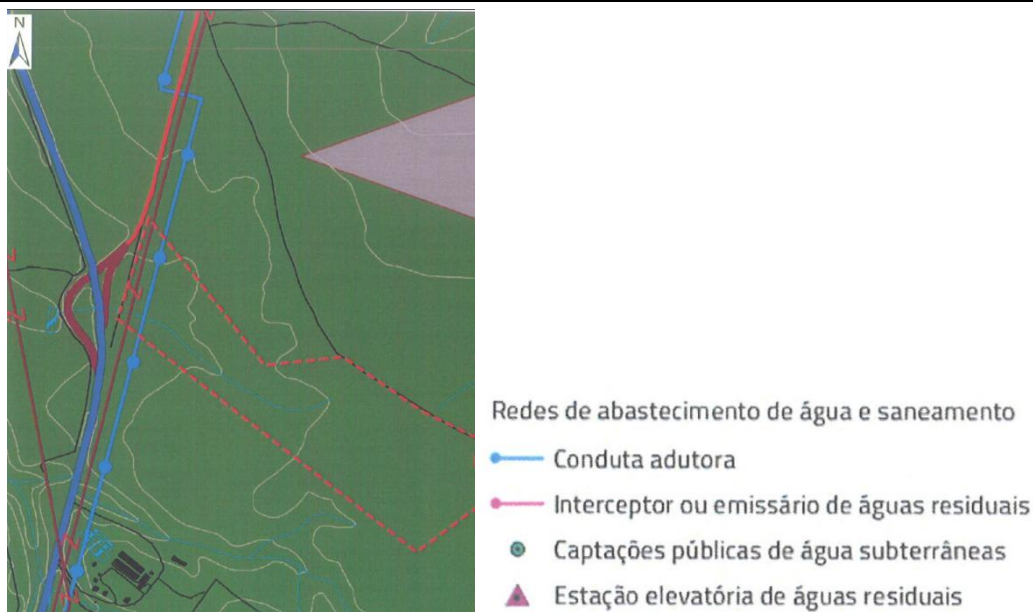 N
Redes de abastecimento de água e saneamento
Conduta adutora
Interceptor ou emissário de águas residuais
Captações públicas de água subterrâneas
Estação elevatória de águas residuais